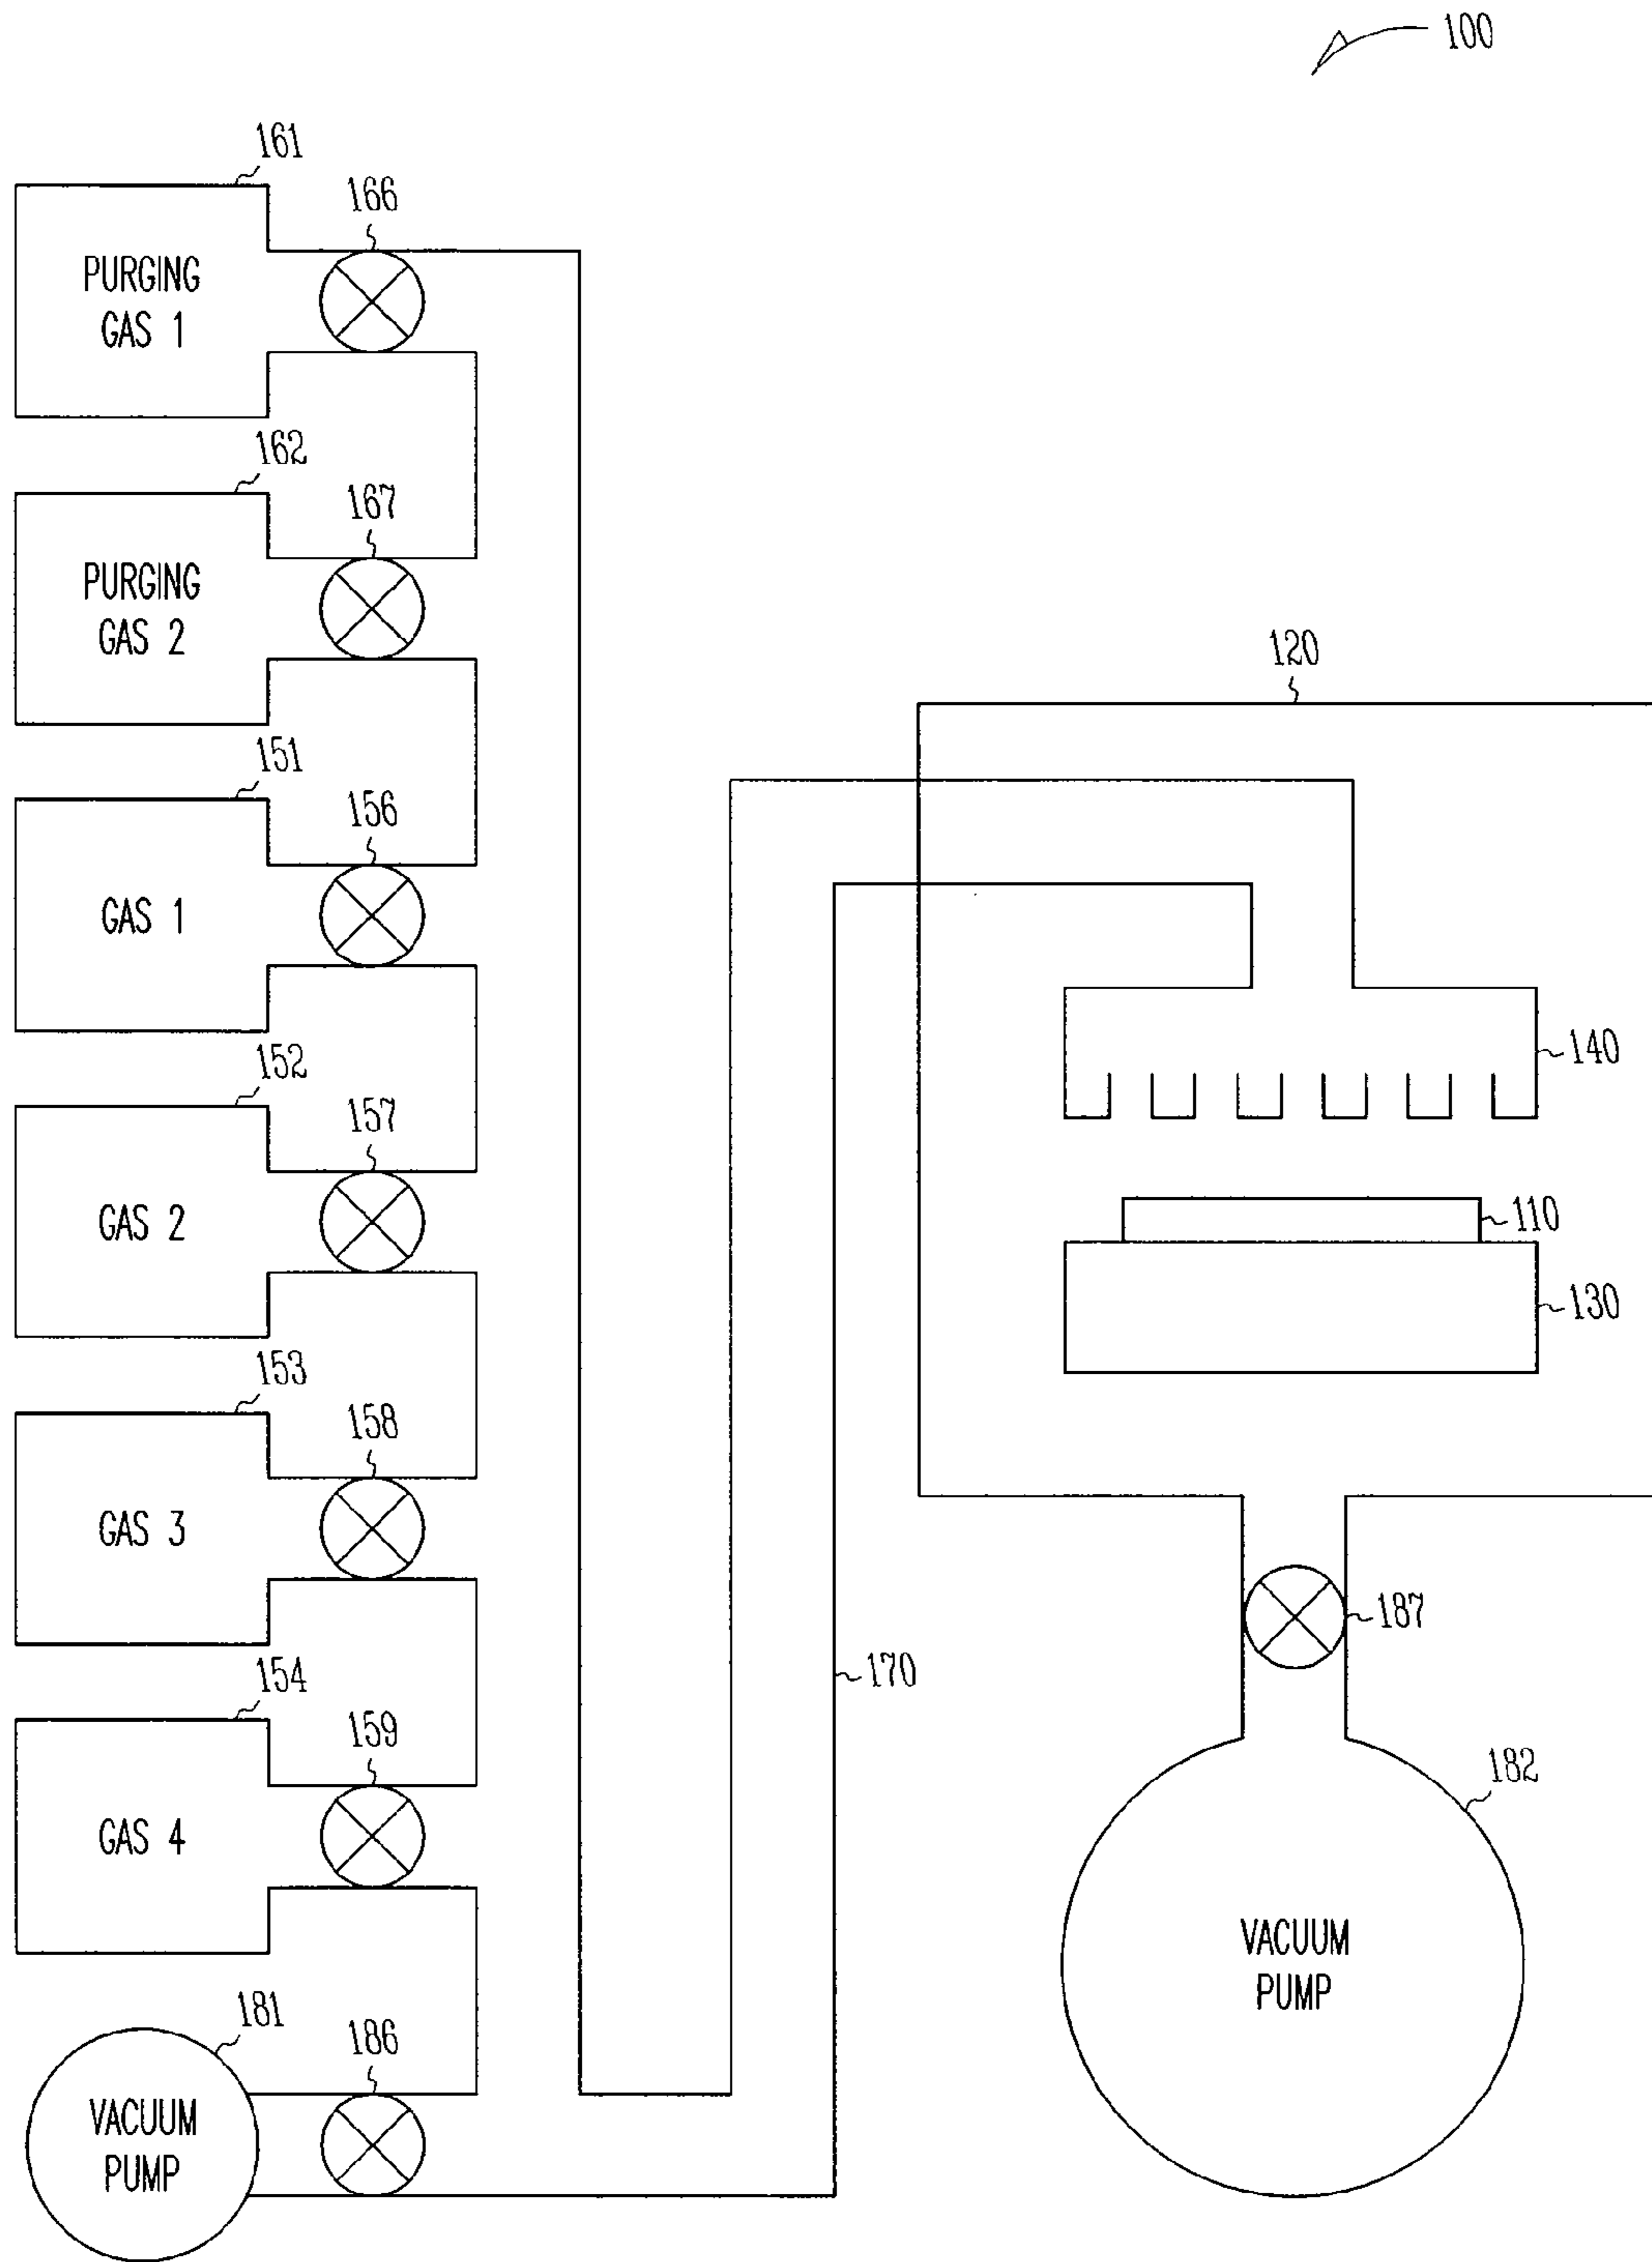 100
161
166
PURGING
GAS 1
162
167
PURGING
GAS 2
151
156
GAS 1
120
152
157
GAS 2
140
110
130
153
158
GAS 3
187
170
154
159
GAS 4
182
VACUUM
PUMP
181
186
VACUUM
PUMP